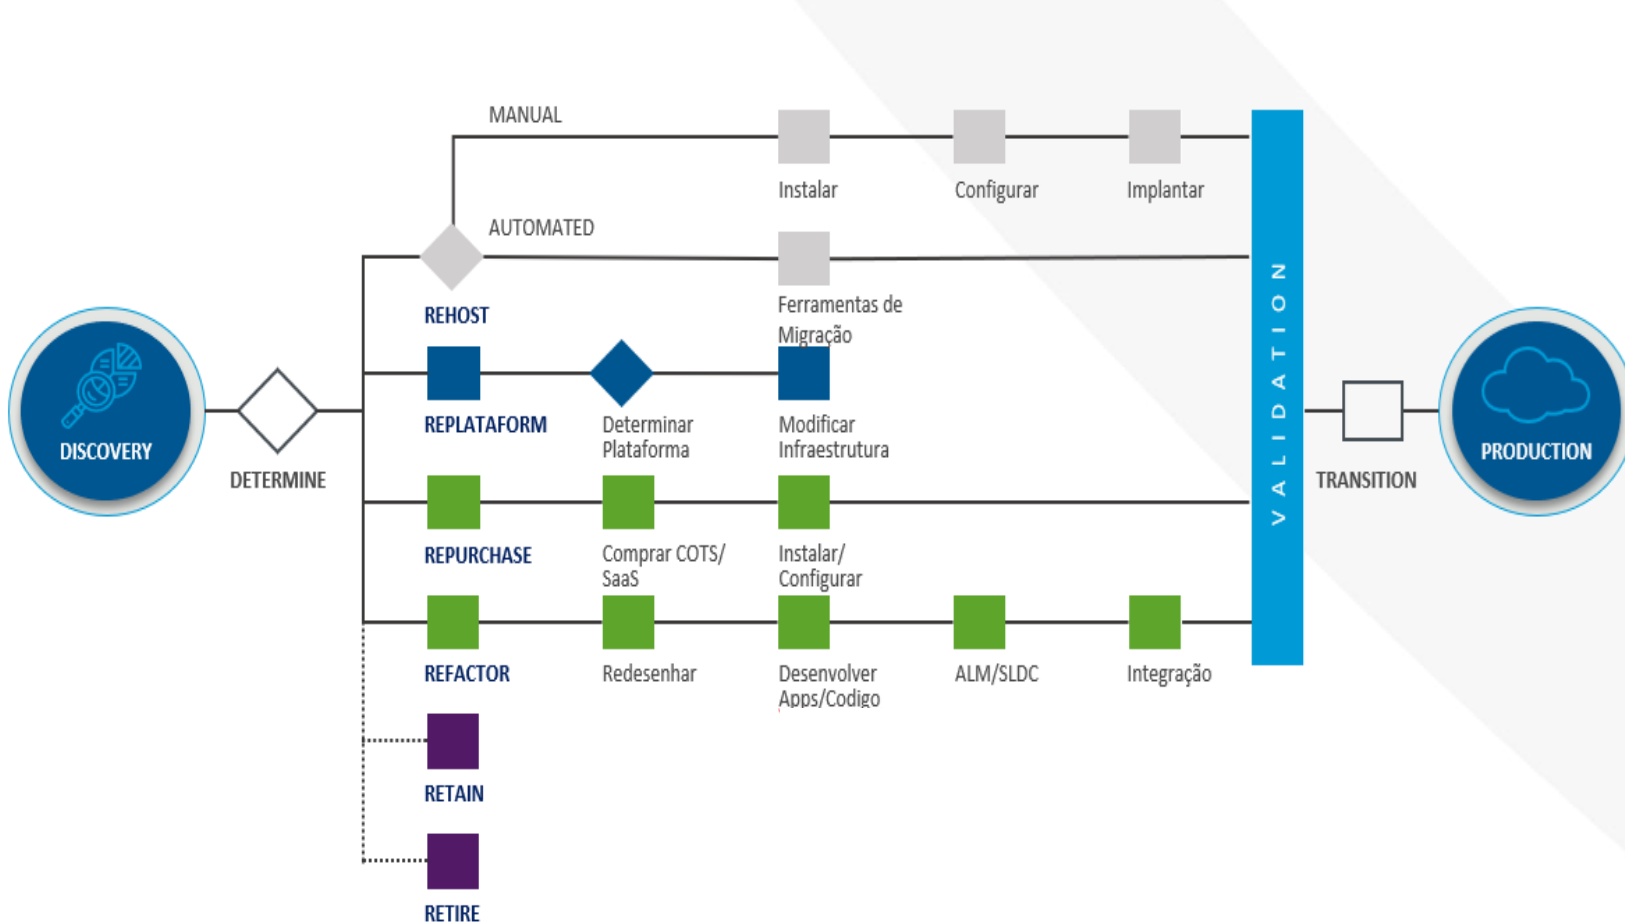 MANUAL
Instalar
Configurar
Implantar
AUTOMATED
Ferramentas de
Migração
REHOST
DISCOVERY
DETERMINE
REPLATAFORM
Determinar
Plataforma
Modificar
Infraestrutura
REPURCHASE
Comprar COTS/
SaaS
Instalar/
Configurar
REFACTOR
Redesenhar
Desenvolver
Apps/Codigo
ALM/SLDC
Integração
RETAIN
RETIRE
VALIDATION
TRANSITION
PRODUCTION